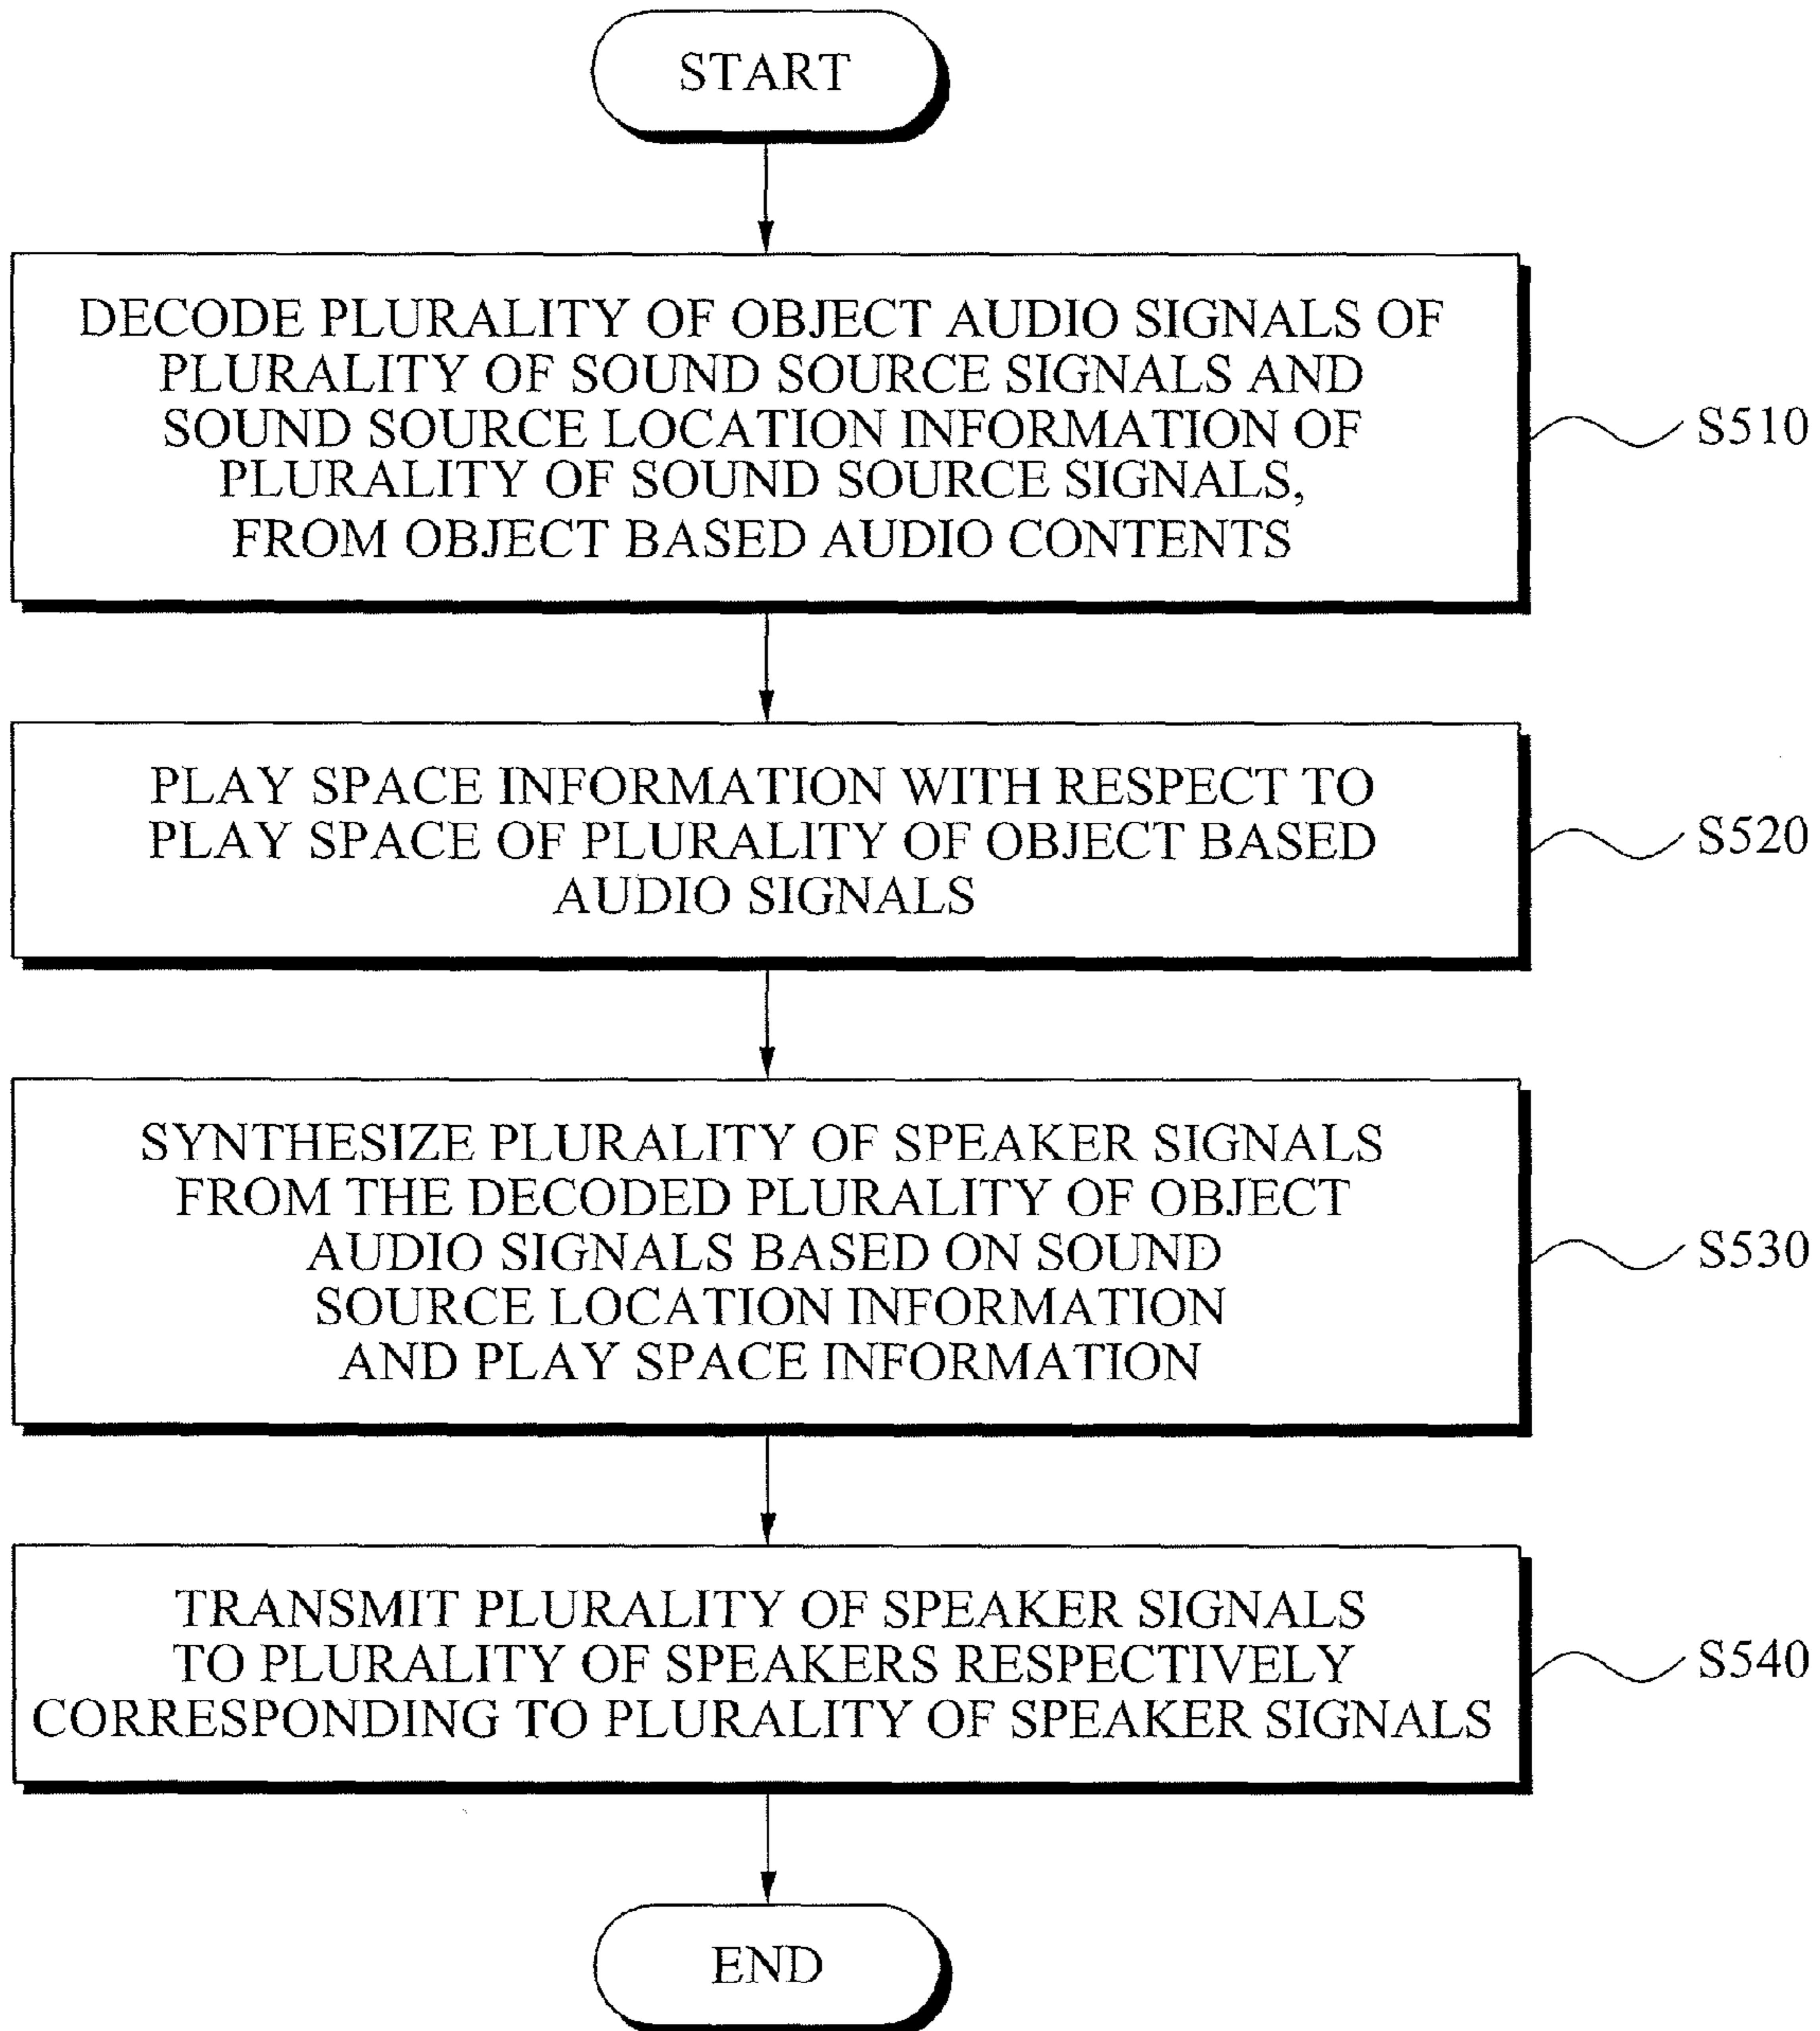 START
DECODE PLURALITY OF OBJECT AUDIO SIGNALS OF
PLURALITY OF SOUND SOURCE SIGNALS AND
SOUND SOURCE LOCATION INFORMATION OF
PLURALITY OF SOUND SOURCE SIGNALS,
FROM OBJECT BASED AUDIO CONTENTS
S510
PLAY SPACE INFORMATION WITH RESPECT TO
PLAY SPACE OF PLURALITY OF OBJECT BASED
AUDIO SIGNALS
S520
SYNTHESIZE PLURALITY OF SPEAKER SIGNALS
FROM THE DECODED PLURALITY OF OBJECT
AUDIO SIGNALS BASED ON SOUND
SOURCE LOCATION INFORMATION
AND PLAY SPACE INFORMATION
S530
TRANSMIT PLURALITY OF SPEAKER SIGNALS
TO PLURALITY OF SPEAKERS RESPECTIVELY
CORRESPONDING TO PLURALITY OF SPEAKER SIGNALS
S540
END